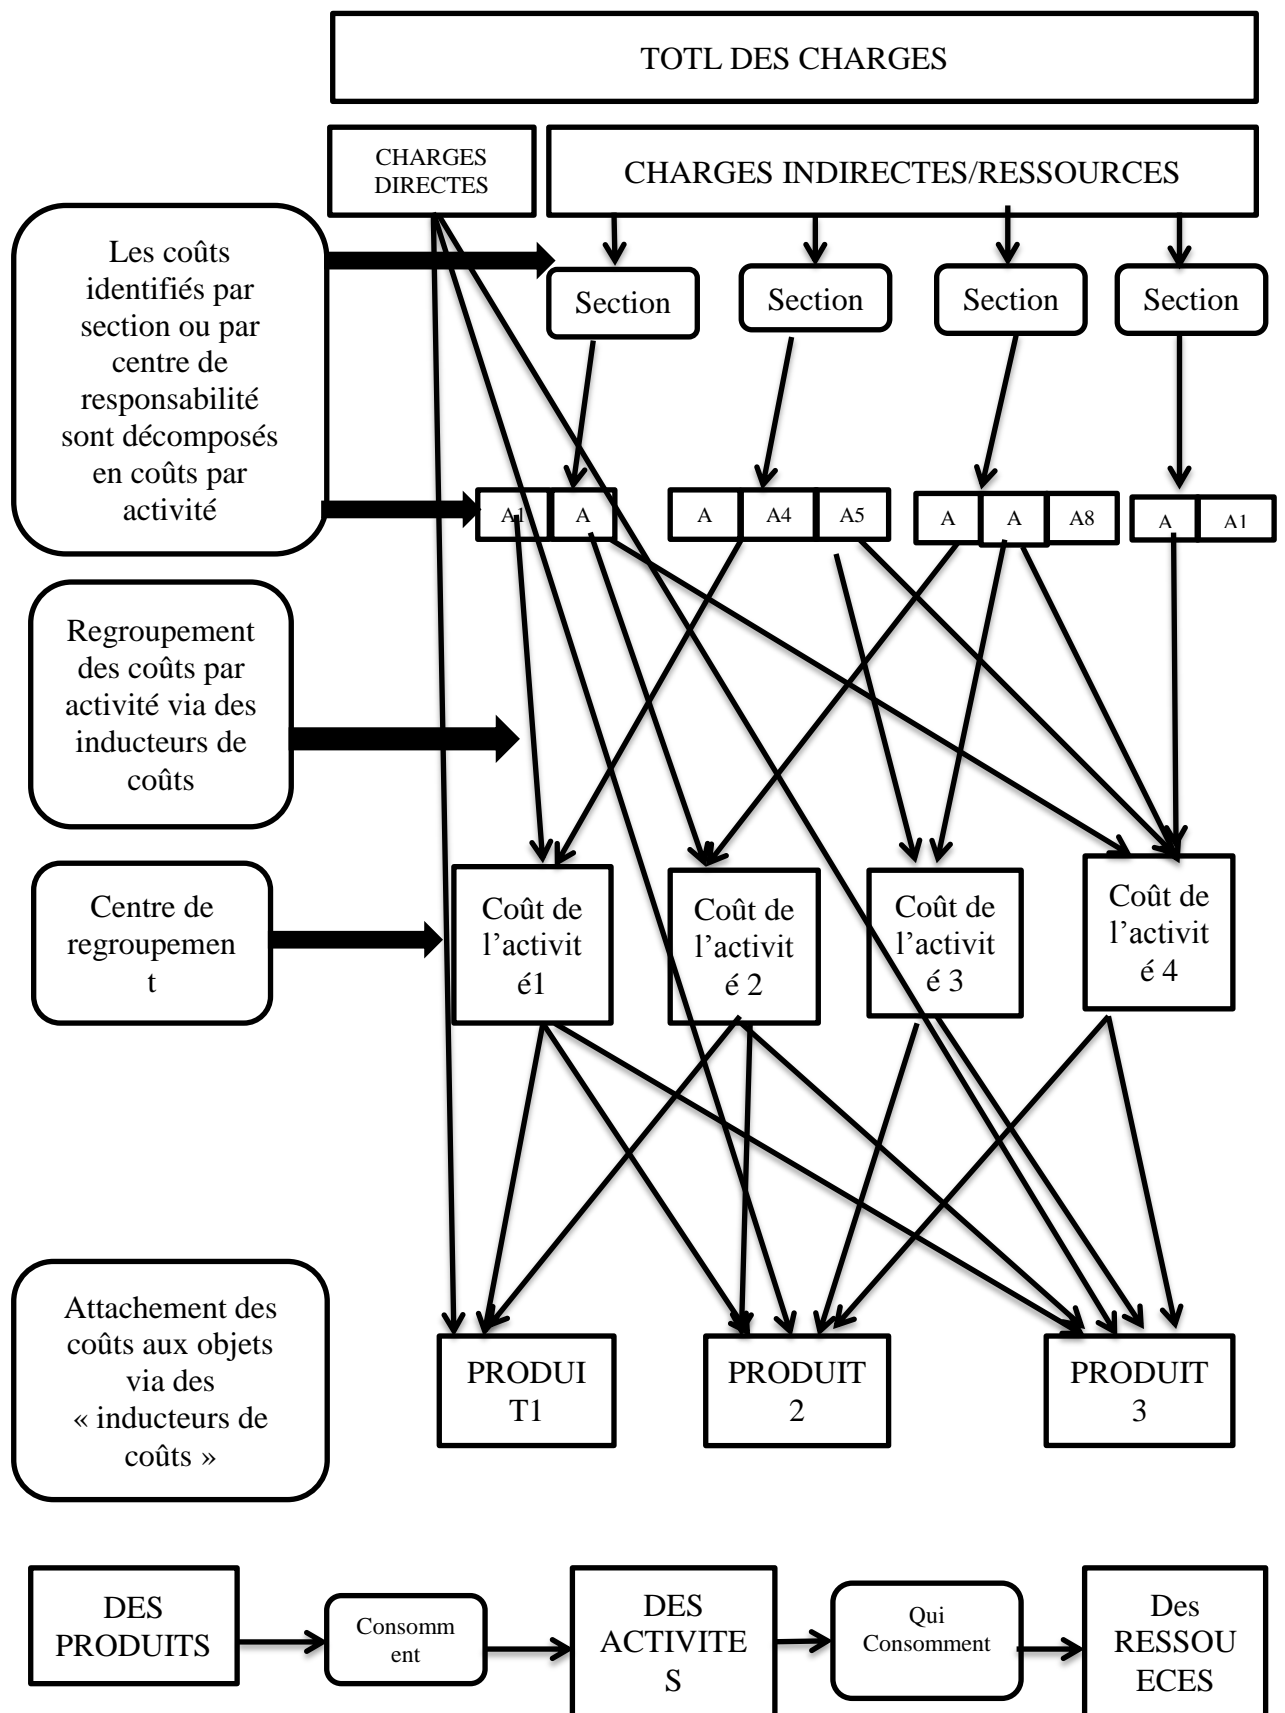 TOTL DES CHARGES
CHARGES
DIRECTES
CHARGES INDIRECTES/RESSOURCES
Les coûts
identifiés par
section ou par
centre de
responsabilité
sont décomposés
en coûts par
activité
Section
Section
Section
Section
A1
A
A
A4
A5
A
A
A8
A
A1
Regroupement
des coûts par
activité via des
inducteurs de
coûts
Centre de
regroupemen
t
Coût de
l’activit
é1
Coût de
l’activit
é 2
Coût de
l’activit
é 3
Coût de
l’activit
é 4
Attachement des
coûts aux objets
via des
« inducteurs de
coûts »
PRODUI
T1
PRODUIT
2
PRODUIT
3
DES
PRODUITS
Consomm
ent
DES
ACTIVITE
S
Qui
Consomment
Des
RESSOU
ECES